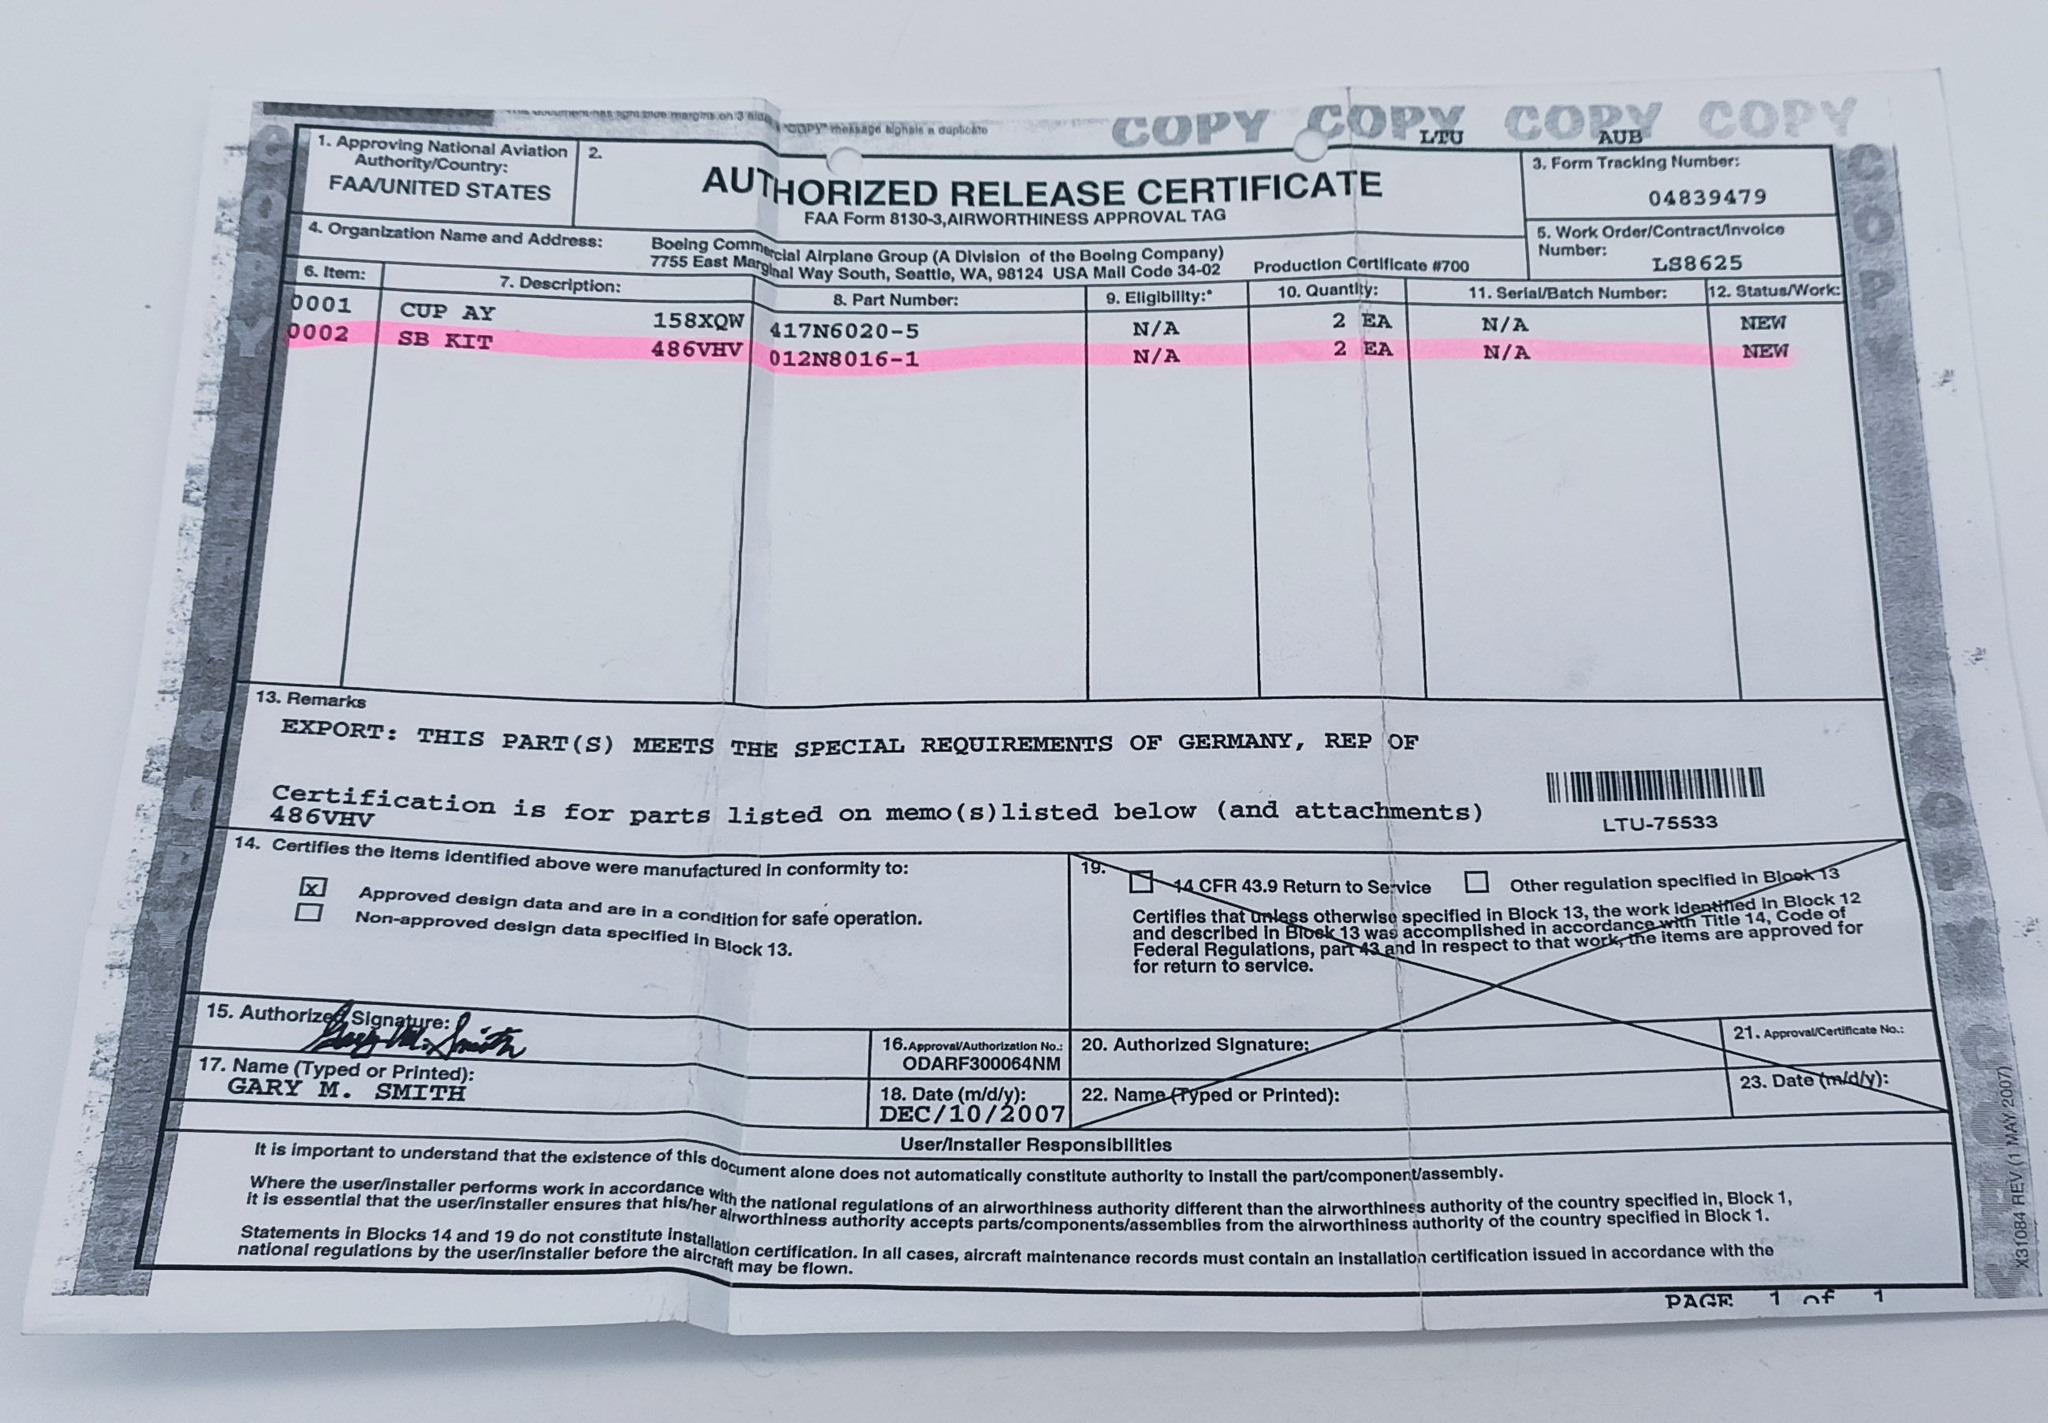 COPY COPY COPY COPY
"COPY" message signals a duplicate
LTU AUB
1. Approving National Aviation Authority/Country:
FAA/UNITED STATES
2.
AUTHORIZED RELEASE CERTIFICATE
FAA Form 8130-3,AIRWORTHINESS APPROVAL TAG
3. Form Tracking Number:
04839479
4. Organization Name and Address:
Boeing Commercial Airplane Group (A Division of the Boeing Company)
7755 East Marginal Way South, Seattle, WA, 98124 USA Mail Code 34-02 Production Certificate #700
5. Work Order/Contract/Invoice Number:
LS8625
6. Item: 7. Description: 8. Part Number: 9. Eligibility:* 10. Quantity: 11. Serial/Batch Number: 12. Status/Work:
0001 CUP AY 158XQW 417N6020-5 N/A 2 EA N/A NEW
0002 SB KIT 486VHV 012N8016-1 N/A 2 EA N/A NEW
13. Remarks
EXPORT: THIS PART(S) MEETS THE SPECIAL REQUIREMENTS OF GERMANY, REP OF
Certification is for parts listed on memo(s)listed below (and attachments)
486VHV
LTU-75533
14. Certifies the items identified above were manufactured in conformity to:
x Approved design data and are in a condition for safe operation.
Non-approved design data specified in Block 13.
19.
14 CFR 43.9 Return to Service Other regulation specified in Block 13
Certifies that unless otherwise specified in Block 13, the work identified in Block 12
and described in Block 13 was accomplished in accordance with Title 14, Code of
Federal Regulations, part 43 and in respect to that work, the items are approved for
for return to service.
15. Authorized Signature:
Gary M. Smith
16.Approval/Authorization No.:
ODARF300064NM
20. Authorized Signature:
21. Approval/Certificate No.:
17. Name (Typed or Printed):
GARY M. SMITH
18. Date (m/d/y):
DEC/10/2007
22. Name (Typed or Printed):
23. Date (m/d/y):
User/Installer Responsibilities
It is important to understand that the existence of this document alone does not automatically constitute authority to install the part/component/assembly.
Where the user/installer performs work in accordance with the national regulations of an airworthiness authority different than the airworthiness authority of the country specified in, Block 1,
it is essential that the user/installer ensures that his/her airworthiness authority accepts parts/components/assemblies from the airworthiness authority of the country specified in Block 1.
Statements in Blocks 14 and 19 do not constitute installation certification. In all cases, aircraft maintenance records must contain an installation certification issued in accordance with the
national regulations by the user/installer before the aircraft may be flown.
X31084 REV (1 MAY 2007)
PAGE 1 of 1